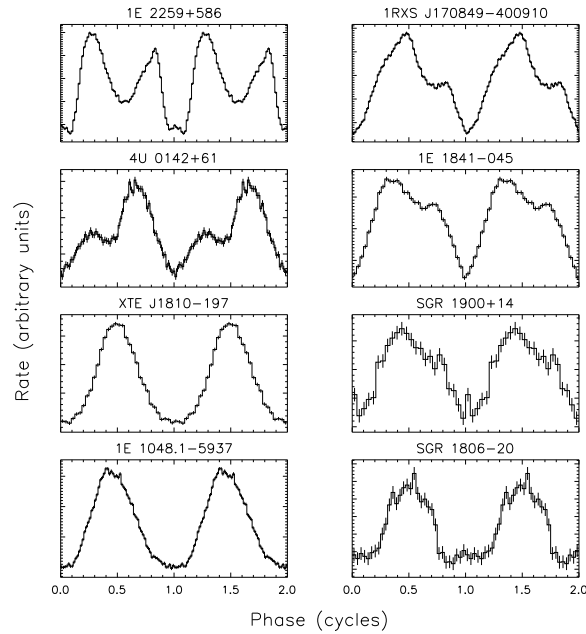 1E 2259+586
1RXS J170849−400910
4U 0142+61
1E 1841−045
XTE J1810−197
SGR 1900+14
1E 1048.1−5937
SGR 1806−20
Rate (arbitrary units)
0.0 0.5 1.0 1.5 2.0
0.0 0.5 1.0 1.5 2.0
Phase (cycles)